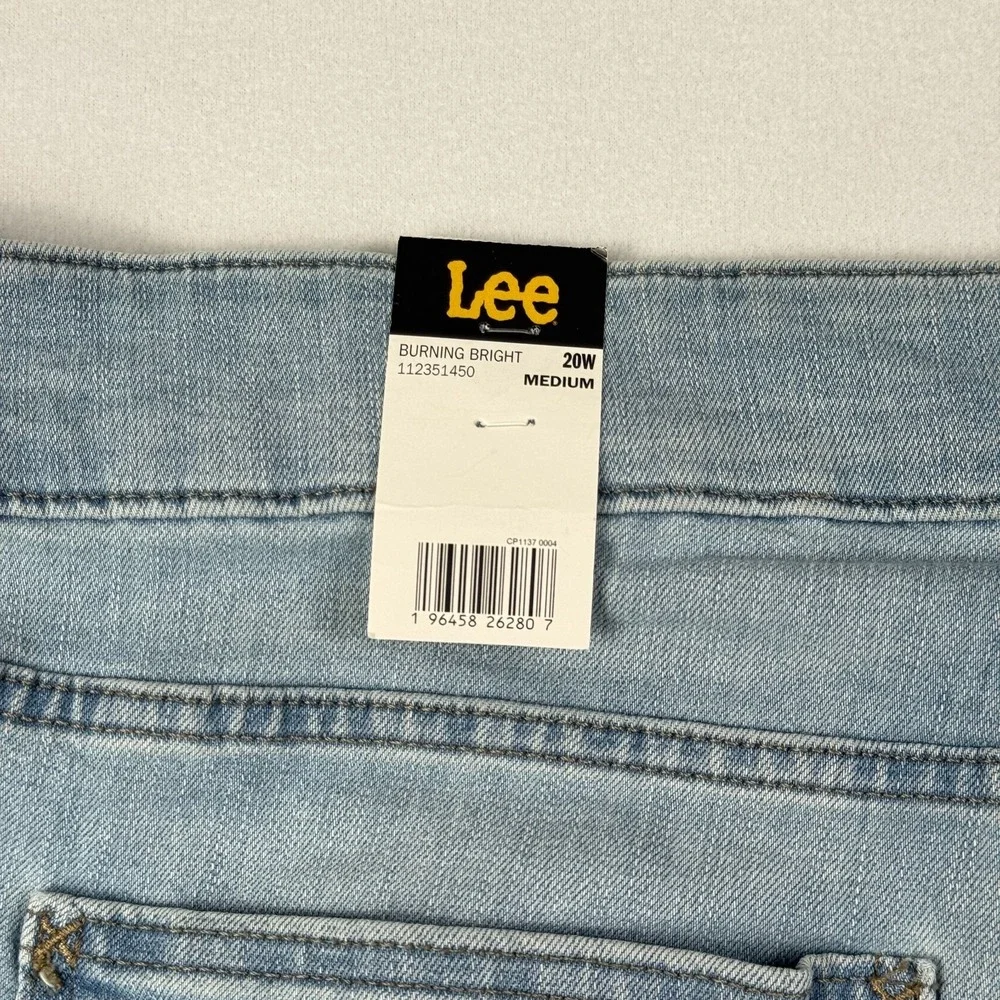 Lee
BURNING BRIGHT 20W
112351450 MEDIUM
CP1137 0004
1 96458 26280 7